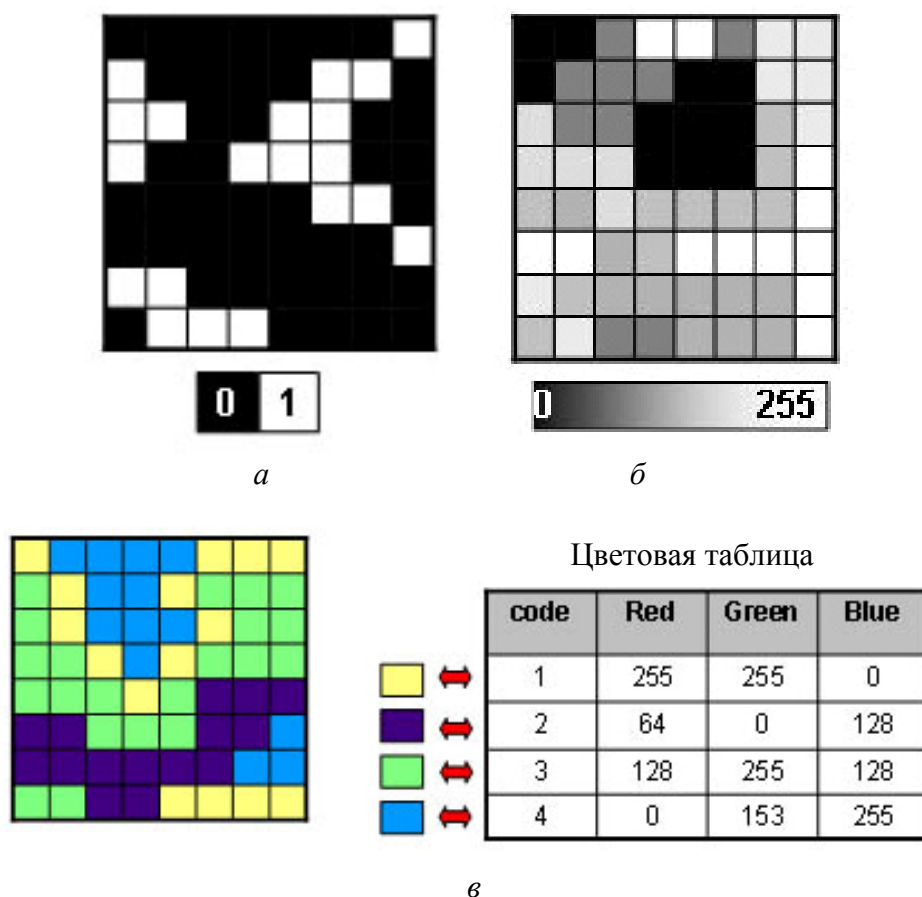 0 1
0 255
а
б
Цветовая таблица
code Red Green Blue
1 255 255 0
2 64 0 128
3 128 255 128
4 0 153 255
в